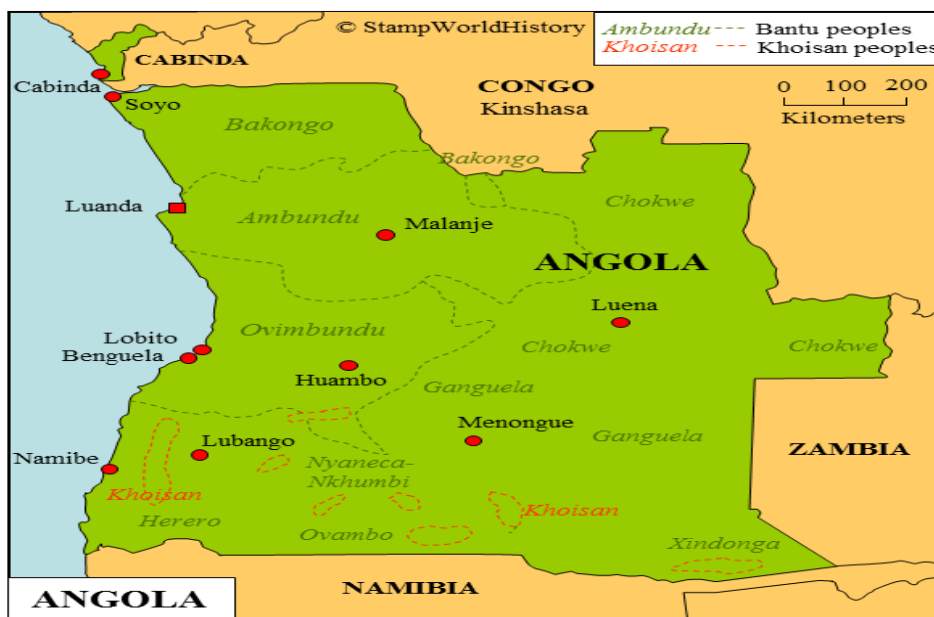 © StampWorldHistory
Ambundu --- Bantu peoples
Khoisan --- Khoisan peoples
CABINDA
Cabinda
Soyo
CONGO
Kinshasa
0 100 200
Kilometers
Bakongo
Bakongo
Chokwe
Luanda
Ambundu
Malanje
ANGOLA
Luena
Lobito
Ovimbundu
Chokwe
Chokwe
Benguela
Huambo
Ganguela
Menongue
Ganguela
Lubango
ZAMBIA
Namibe
Nyaneca-
Nkhumbi
Khoisan
Khoisan
Herero
Ovambo
Xindonga
NAMIBIA
ANGOLA